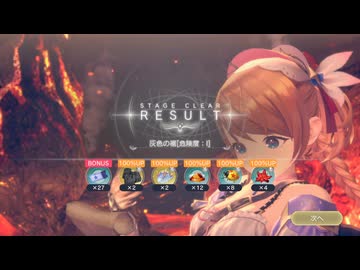 STAGE CLEAR
RESULT
灰色の裾[危険度：I]
BONUS 100%UP 100%UP 100%UP 100%UP 100%UP
×27 ×2 ×2 ×12 ×8 ×4
次へ